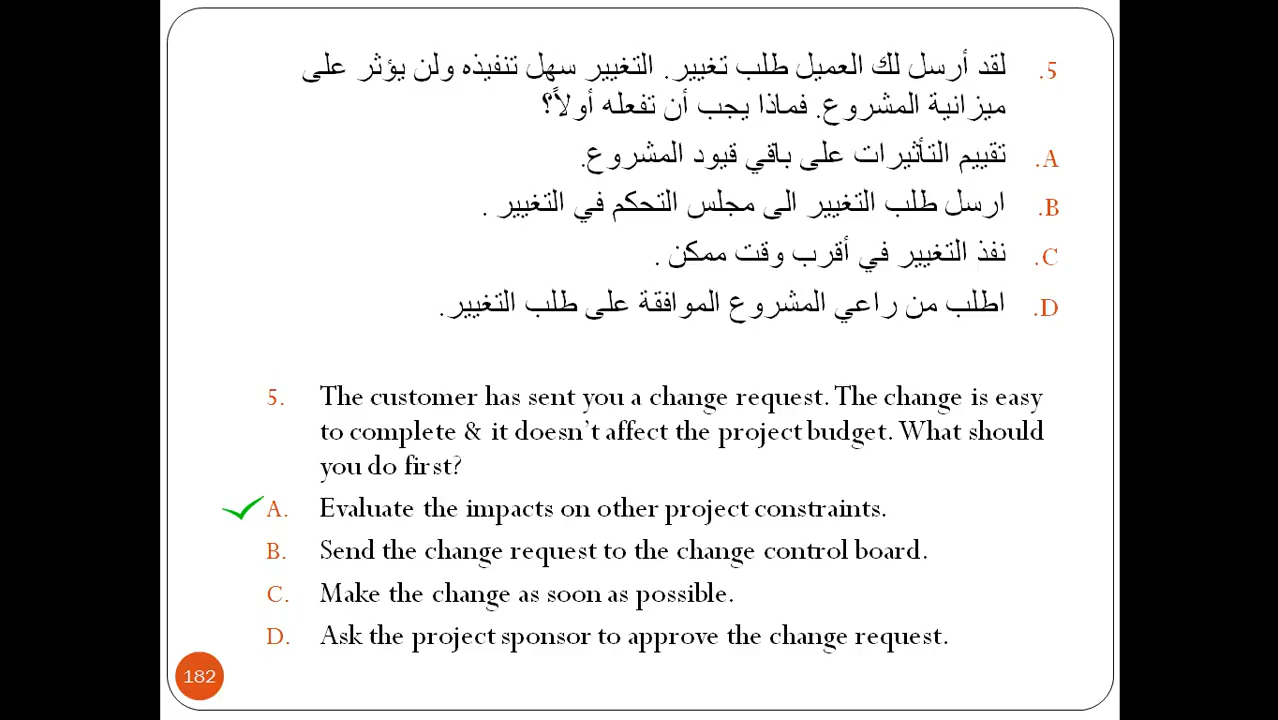 5. لقد أرسل لك العميل طلب تغيير. التغيير سهل تنفيذه ولن يؤثر على
ميزانية المشروع. فماذا يجب أن تفعله أولاً؟
A. تقييم التأثيرات على باقي قيود المشروع.
B. ارسل طلب التغيير الى مجلس التحكم في التغيير .
C. نفذ التغيير في أقرب وقت ممكن .
D. اطلب من راعي المشروع الموافقة على طلب التغيير.
5. The customer has sent you a change request. The change is easy
to complete & it doesn't affect the project budget. What should
you do first?
A. Evaluate the impacts on other project constraints.
B. Send the change request to the change control board.
C. Make the change as soon as possible.
D. Ask the project sponsor to approve the change request.
182